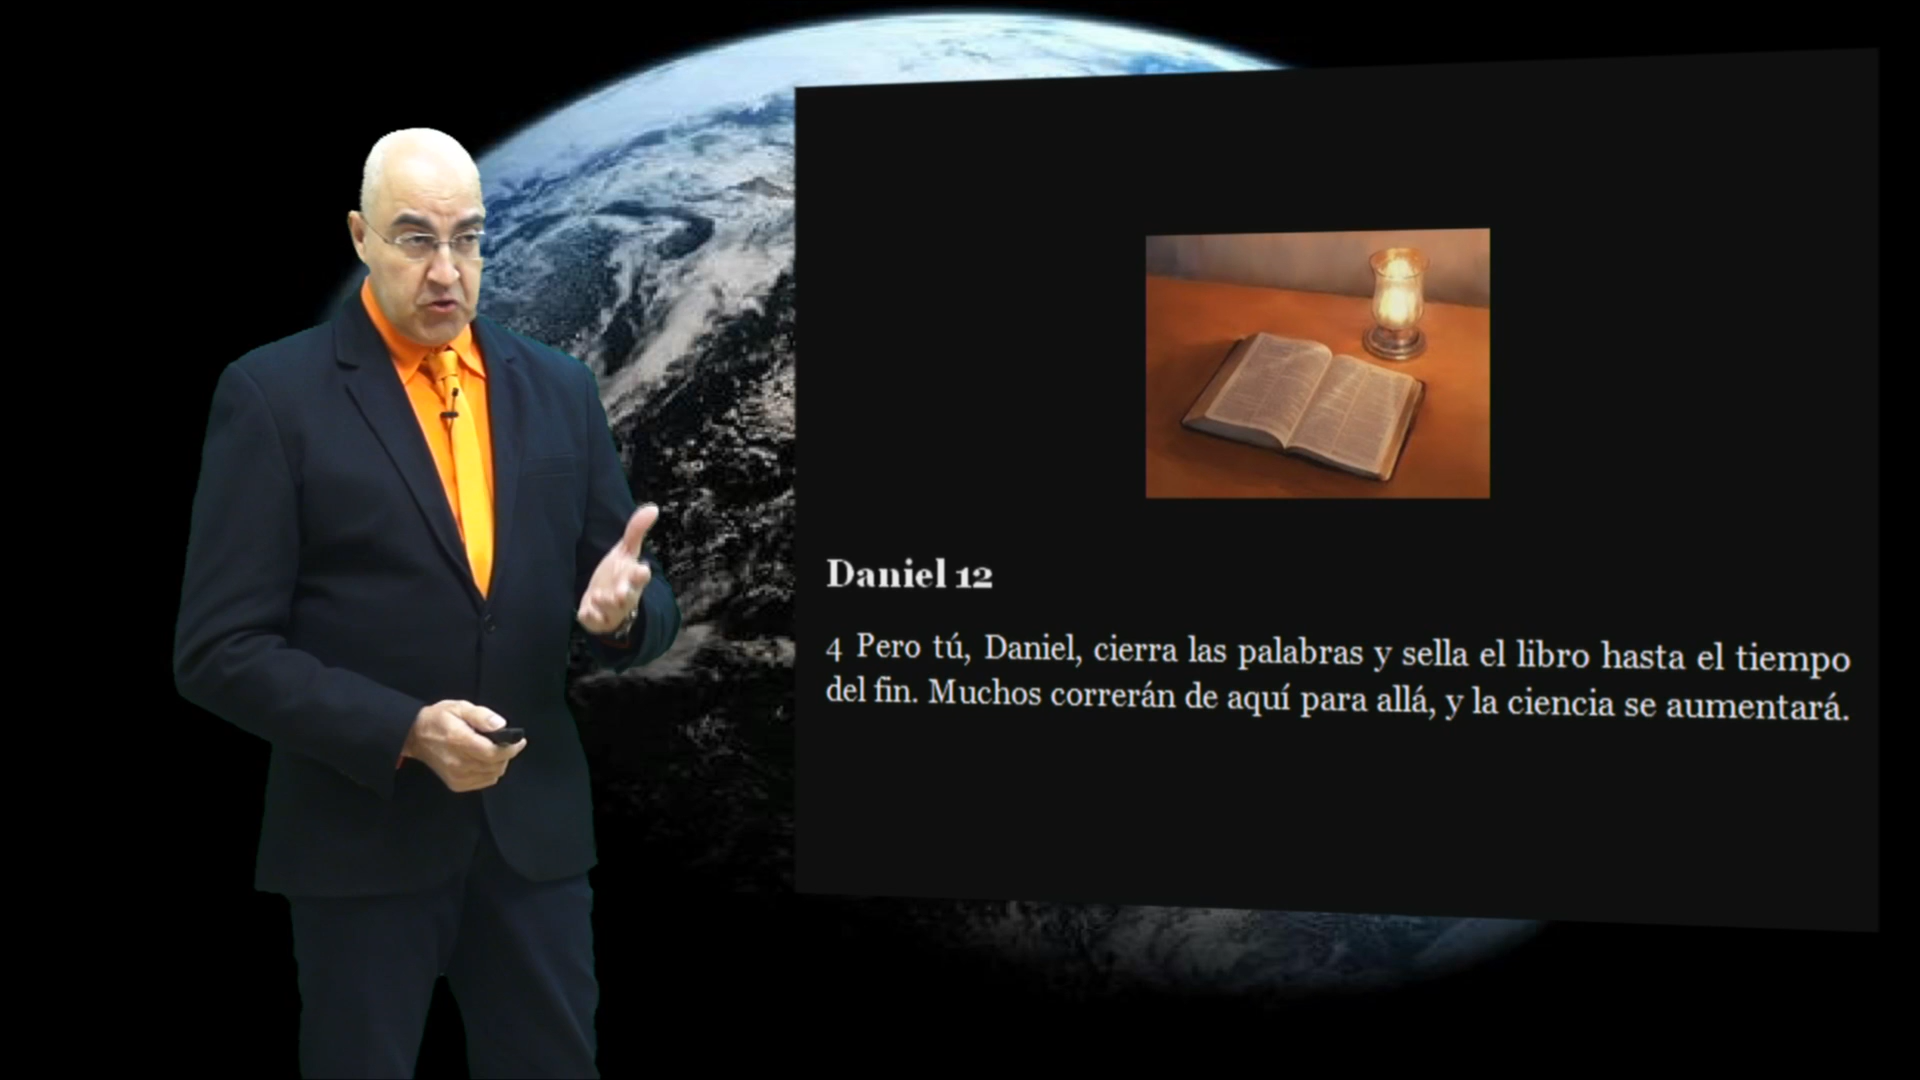 Daniel 12
4 Pero tú, Daniel, cierra las palabras y sella el libro hasta el tiempo
del fin. Muchos correrán de aquí para allá, y la ciencia se aumentará.